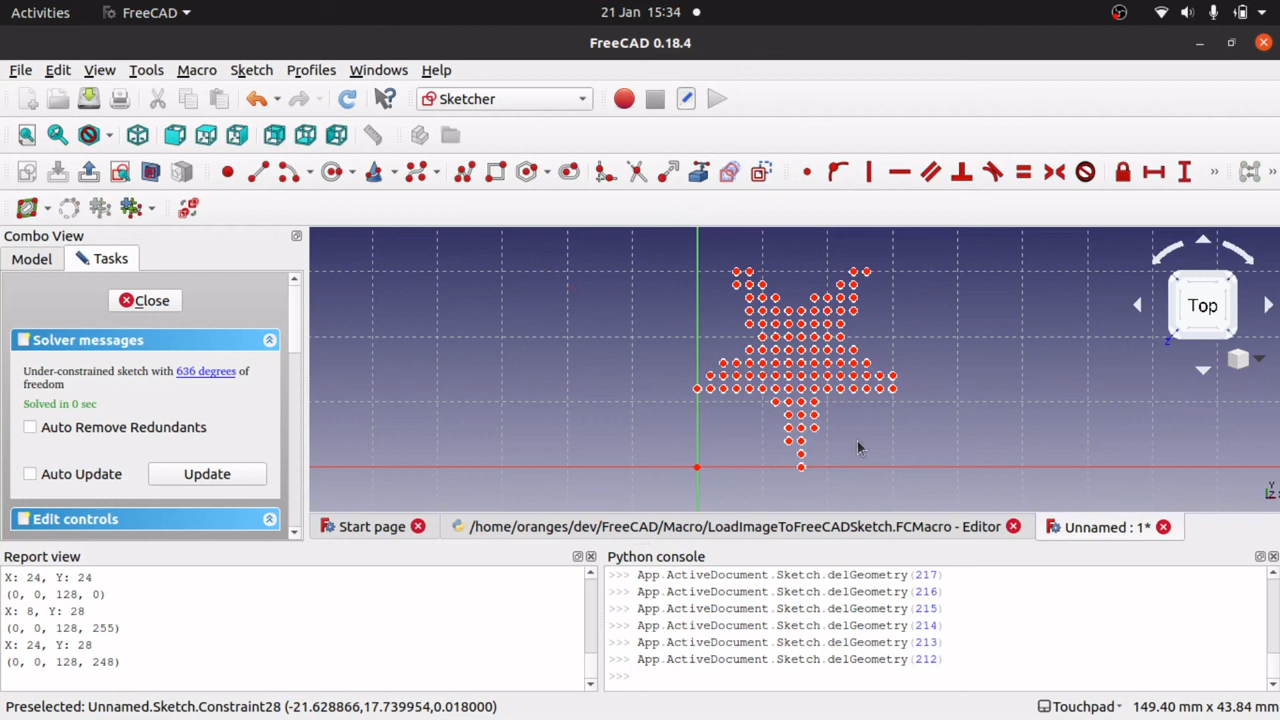 Activities
FreeCAD
21 Jan 15:34
FreeCAD 0.18.4
File Edit View Tools Macro Sketch Profiles Windows Help
Sketcher
Combo View
Model Tasks
Close
Solver messages
Under-constrained sketch with 636 degrees of
freedom
Solved in 0 sec
Auto Remove Redundants
Auto Update Update
Edit controls
Top
Start page
/home/oranges/dev/FreeCAD/Macro/LoadImageToFreeCADSketch.FCMacro - Editor
Unnamed : 1*
Report view
X: 24, Y: 24
(0, 0, 128, 0)
X: 8, Y: 28
(0, 0, 128, 255)
X: 24, Y: 28
(0, 0, 128, 248)
Python console
>>> App.ActiveDocument.Sketch.delGeometry(217)
>>> App.ActiveDocument.Sketch.delGeometry(216)
>>> App.ActiveDocument.Sketch.delGeometry(215)
>>> App.ActiveDocument.Sketch.delGeometry(214)
>>> App.ActiveDocument.Sketch.delGeometry(213)
>>> App.ActiveDocument.Sketch.delGeometry(212)
>>>
Preselected: Unnamed.Sketch.Constraint28 (-21.628866,17.739954,0.018000)
Touchpad
149.40 mm x 43.84 mm